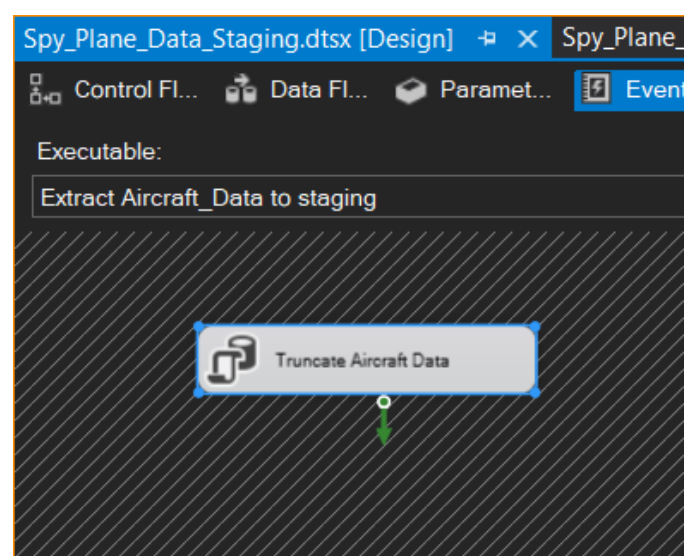 Spy_Plane_Data_Staging.dtsx [Design] Spy_Plane_
Control Fl... Data Fl... Paramet... Event
Executable:
Extract Aircraft_Data to staging
Truncate Aircraft Data